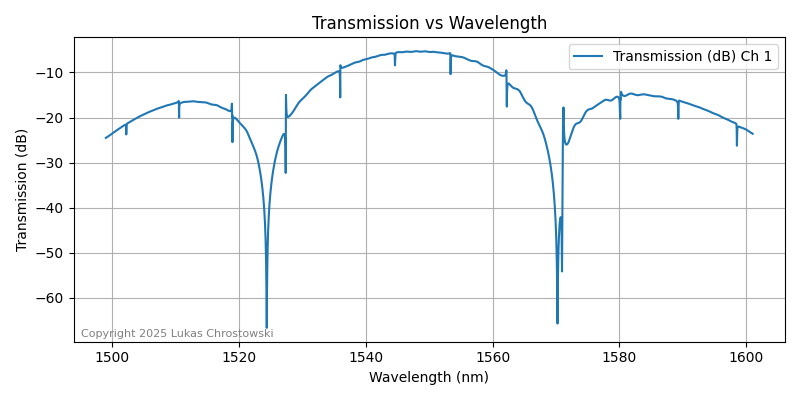 Transmission vs Wavelength
Transmission (dB) Ch 1
Transmission (dB)
−10
−20
−30
−40
−50
−60
Copyright 2025 Lukas Chrostowski
1500 1520 1540 1560 1580 1600
Wavelength (nm)